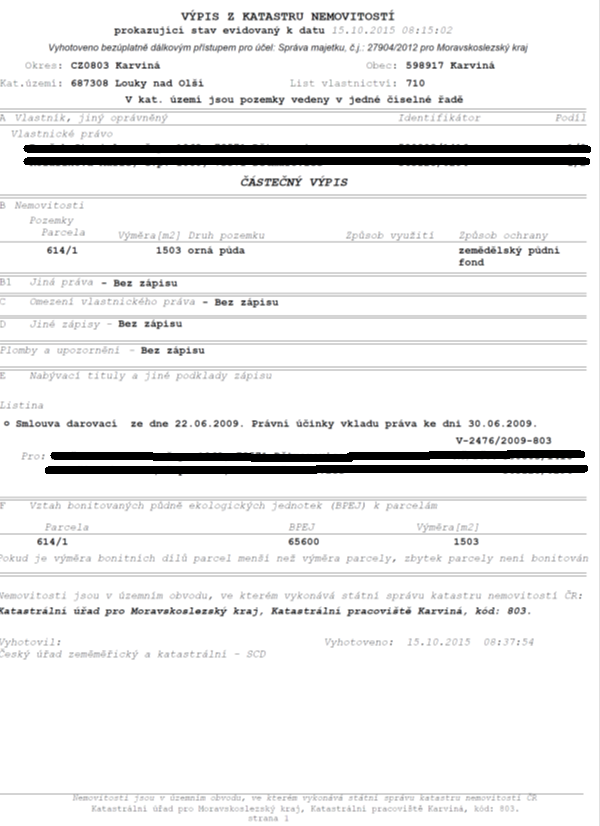 VÝPIS Z KATASTRU NEMOVITOSTÍ
prokazující stav evidovaný k datu 15.10.2015 08:15:02
Vyhotoveno bezúplatně dálkovým přístupem pro účel: Správa majetku, č.j.: 27904/2012 pro Moravskoslezský kraj
Okres: CZ0803 Karviná Obec: 598917 Karviná
Kat.území: 687308 Louky nad Olší List vlastnictví: 710
V kat. území jsou pozemky vedeny v jedné číselné řadě
A Vlastník, jiný oprávněný Identifikátor Podíl
Vlastnické právo
ČÁSTEČNÝ VÝPIS
B Nemovitosti
Pozemky
Parcela Výměra[m2] Druh pozemku Způsob využití Způsob ochrany
614/1 1503 orná půda zemědělský půdní
fond
B1 Jiná práva - Bez zápisu
C Omezení vlastnického práva - Bez zápisu
D Jiné zápisy - Bez zápisu
Plomby a upozornění - Bez zápisu
E Nabývací tituly a jiné podklady zápisu
Listina
o Smlouva darovací ze dne 22.06.2009. Právní účinky vkladu práva ke dni 30.06.2009.
V-2476/2009-803
Pro:
F Vztah bonitovaných půdně ekologických jednotek (BPEJ) k parcelám
Parcela BPEJ Výměra[m2]
614/1 65600 1503
Pokud je výměra bonitních dílů parcel menší než výměra parcely, zbytek parcely není bonitován
Nemovitosti jsou v územním obvodu, ve kterém vykonává státní správu katastru nemovitostí ČR:
Katastrální úřad pro Moravskoslezský kraj, Katastrální pracoviště Karviná, kód: 803.
Vyhotovil: Vyhotoveno: 15.10.2015 08:37:54
Český úřad zeměměřický a katastrální - SCD
Nemovitosti jsou v územním obvodu, ve kterém vykonává státní správu katastru nemovitostí ČR
Katastrální úřad pro Moravskoslezský kraj, Katastrální pracoviště Karviná, kód: 803.
strana 1